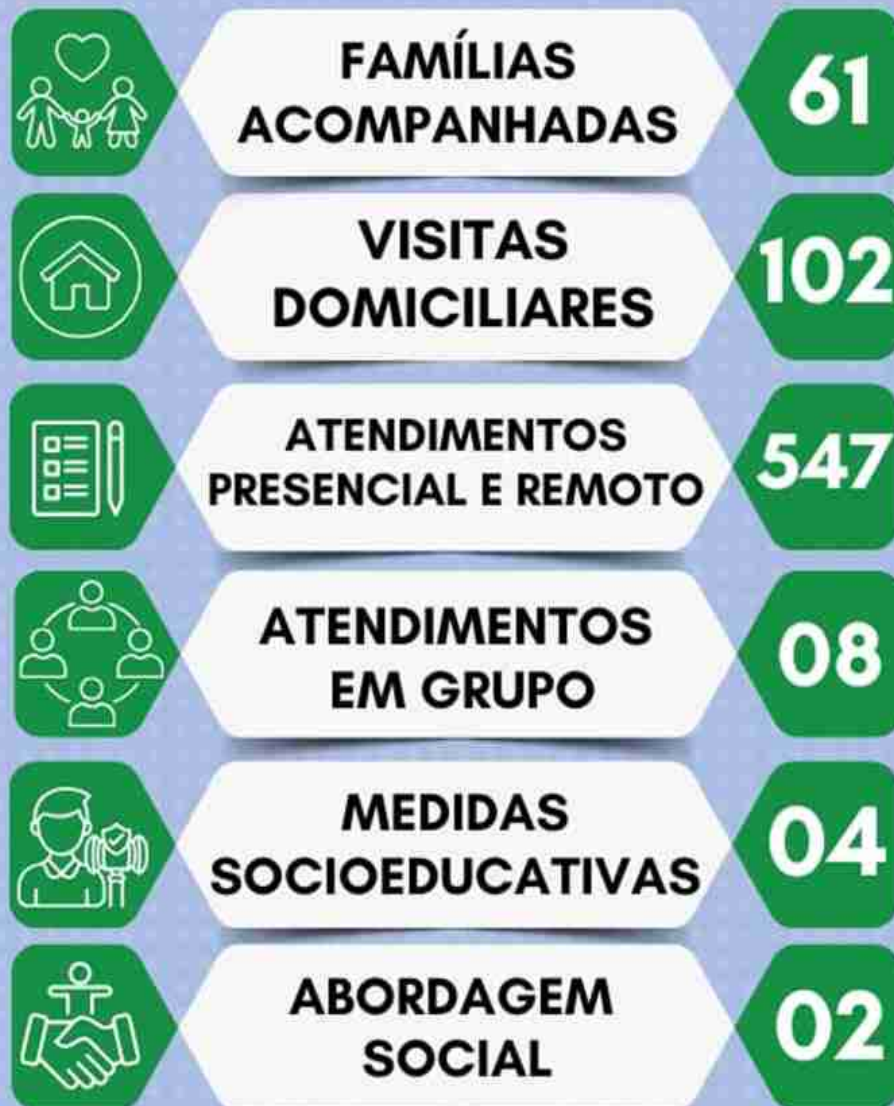 FAMÍLIAS
ACOMPANHADAS
61
VISITAS
DOMICILIARES
102
ATENDIMENTOS
PRESENCIAL E REMOTO
547
ATENDIMENTOS
EM GRUPO
08
MEDIDAS
SOCIOEDUCATIVAS
04
ABORDAGEM
SOCIAL
02